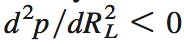 d²p/dR_L² < 0